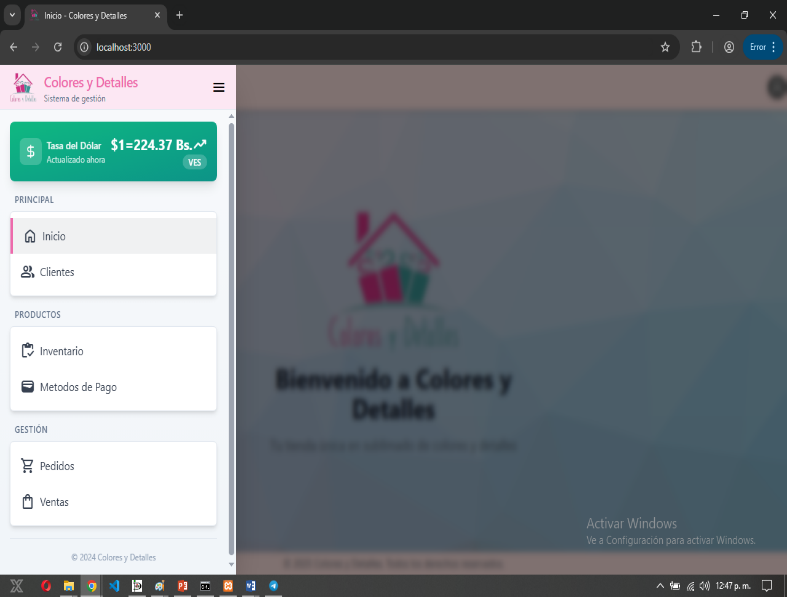 Inicio - Colores y Detalles
localhost:3000
Error
Colores y Detalles
Sistema de gestión
Tasa del Dólar
$1=224.37 Bs.
Actualizado ahora
VES
PRINCIPAL
Inicio
Clientes
PRODUCTOS
Inventario
Metodos de Pago
GESTIÓN
Pedidos
Ventas
© 2024 Colores y Detalles
Colores y Detalles
Bienvenido a Colores y
Detalles
Activar Windows
Ve a Configuración para activar Windows.
12:47 p. m.